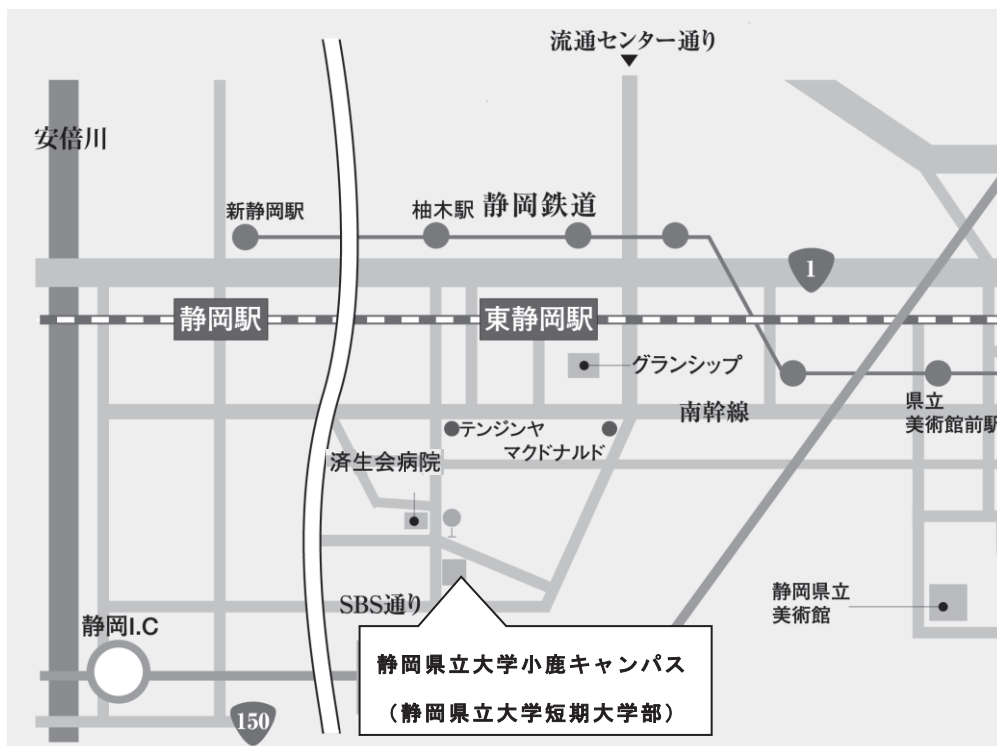 流通センター通り
安倍川
新静岡駅
柚木駅
静岡鉄道
1
静岡駅
東静岡駅
グランシップ
南幹線
県立
美術館前駅
テンジンヤ
マクドナルド
済生会病院
静岡県立
美術館
SBS通り
静岡I.C
静岡県立大学小鹿キャンパス
（静岡県立大学短期大学部）
150